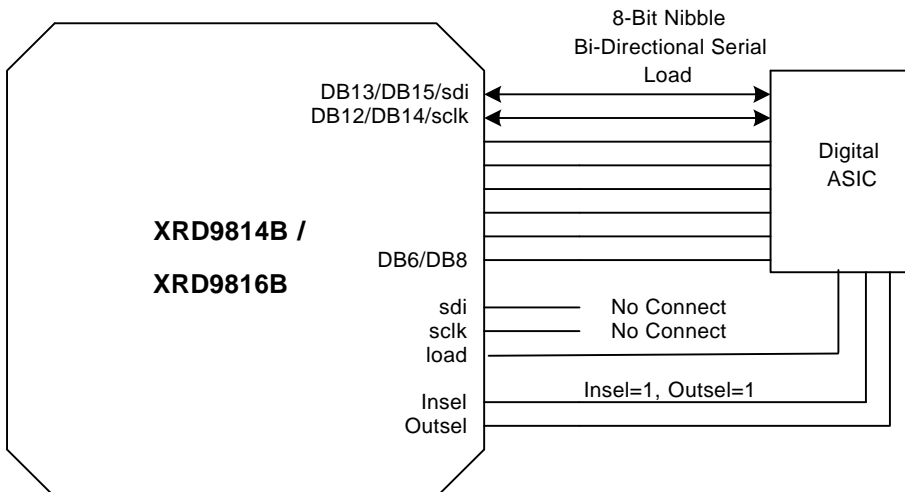 8-Bit Nibble
Bi-Directional Serial
Load
DB13/DB15/sdi
DB12/DB14/sclk
Digital
ASIC
XRD9814B /
XRD9816B
DB6/DB8
sdi
No Connect
sclk
No Connect
load
Insel
Insel=1, Outsel=1
Outsel